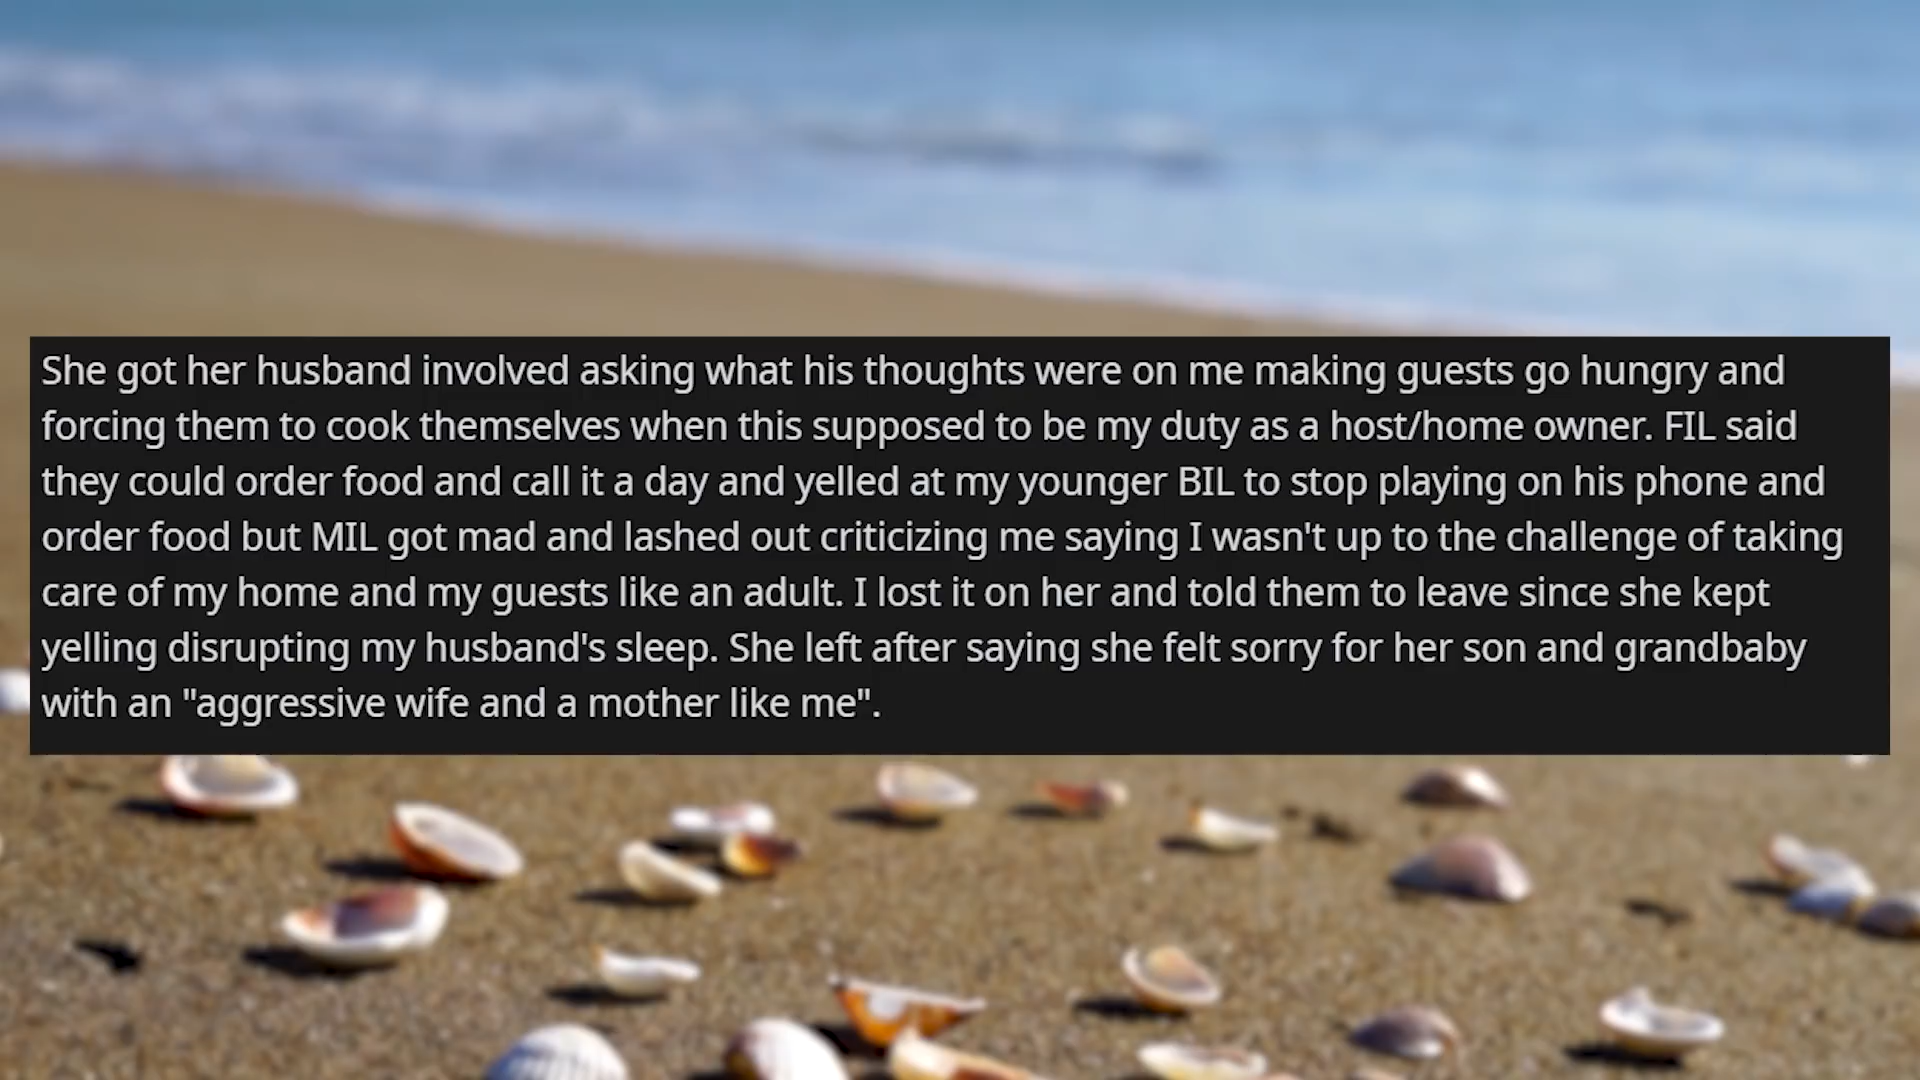 She got her husband involved asking what his thoughts were on me making guests go hungry and
forcing them to cook themselves when this supposed to be my duty as a host/home owner. FIL said
they could order food and call it a day and yelled at my younger BIL to stop playing on his phone and
order food but MIL got mad and lashed out criticizing me saying I wasn't up to the challenge of taking
care of my home and my guests like an adult. I lost it on her and told them to leave since she kept
yelling disrupting my husband's sleep. She left after saying she felt sorry for her son and grandbaby
with an "aggressive wife and a mother like me".